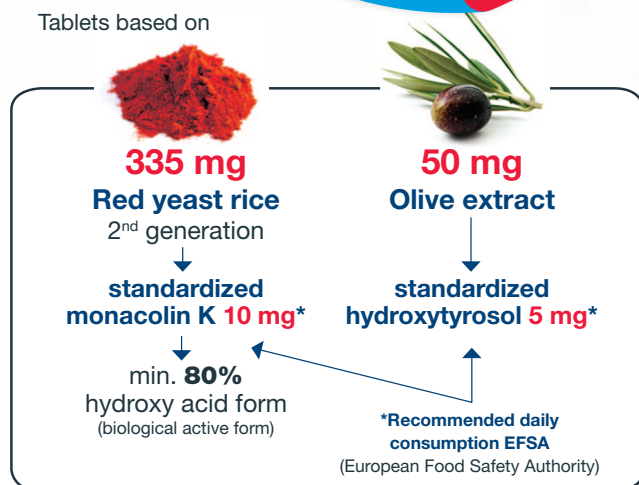 Tablets based on
335 mg
Red yeast rice
2nd generation
standardized
monacolin K 10 mg*
min. 80%
hydroxy acid form
(biological active form)
50 mg
Olive extract
standardized
hydroxytyrosol 5 mg*
*Recommended daily
consumption EFSA
(European Food Safety Authority)